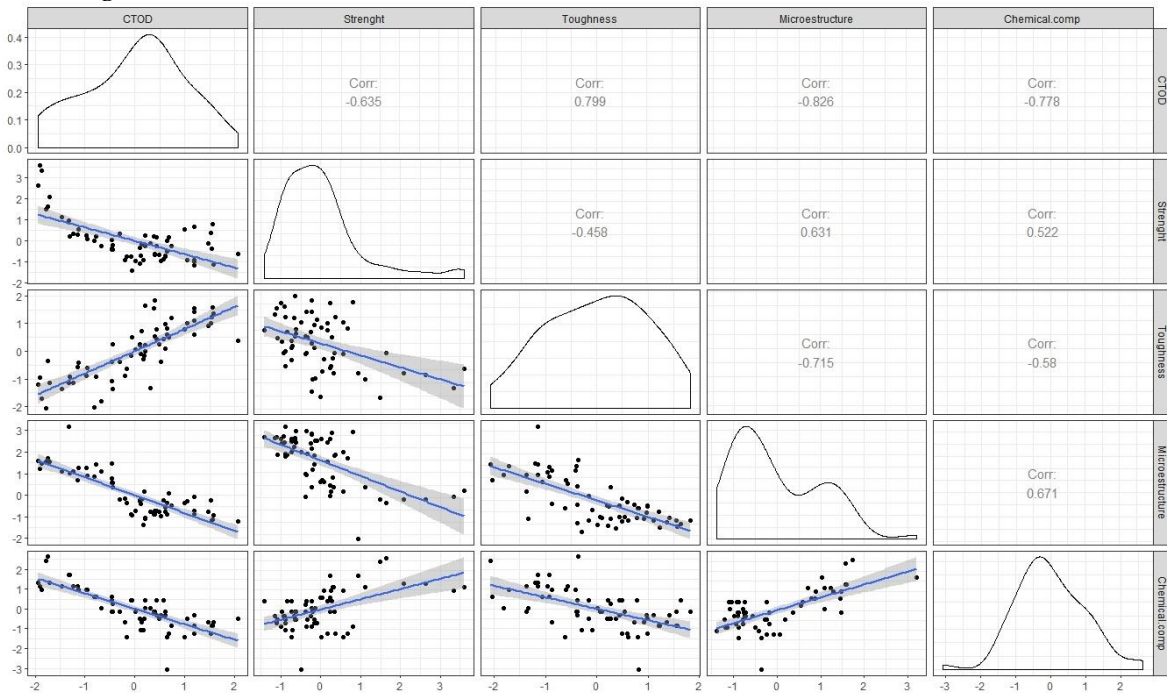 CTOD Strenght Toughness Microestructure Chemical.comp
0.4
0.3
0.2
0.1
0.0
Corr:
-0.635
Corr:
0.799
Corr:
-0.826
Corr:
-0.778
CTOD
3
2
1
0
-1
-2
Corr:
-0.458
Corr:
0.631
Corr:
0.522
Strenght
2
1
0
-1
-2
Corr:
-0.715
Corr:
-0.58
Toughness
3
2
1
0
-1
-2
Corr:
0.671
Microestructure
2
1
0
-1
-2
-3
Chemical.comp
-2 -1 0 1 2
-1 0 1 2 3
-2 -1 0 1 2
-1 0 1 2 3
-3 -2 -1 0 1 2